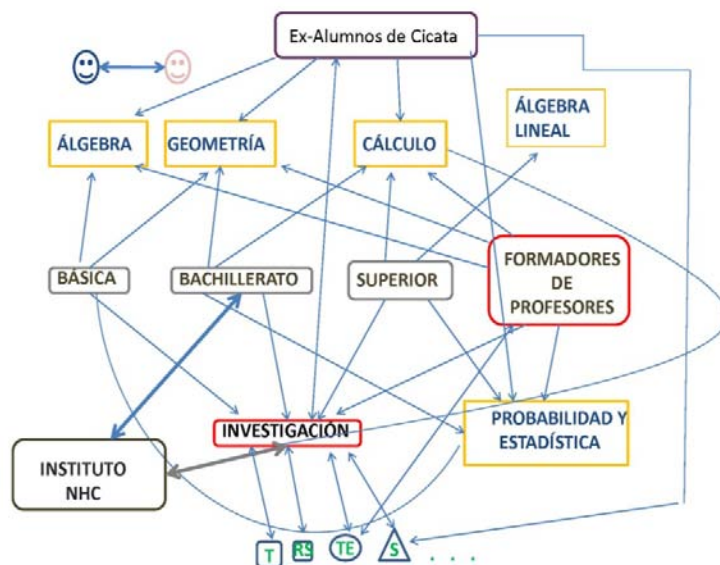 Ex-Alumnos de Cicata
ÁLGEBRA
GEOMETRÍA
CÁLCULO
ÁLGEBRA
LINEAL
BÁSICA
BACHILLERATO
SUPERIOR
FORMADORES
DE
PROFESORES
INVESTIGACIÓN
PROBABILIDAD Y
ESTADÍSTICA
INSTITUTO
NHC
T
RS
TE
S
. . .